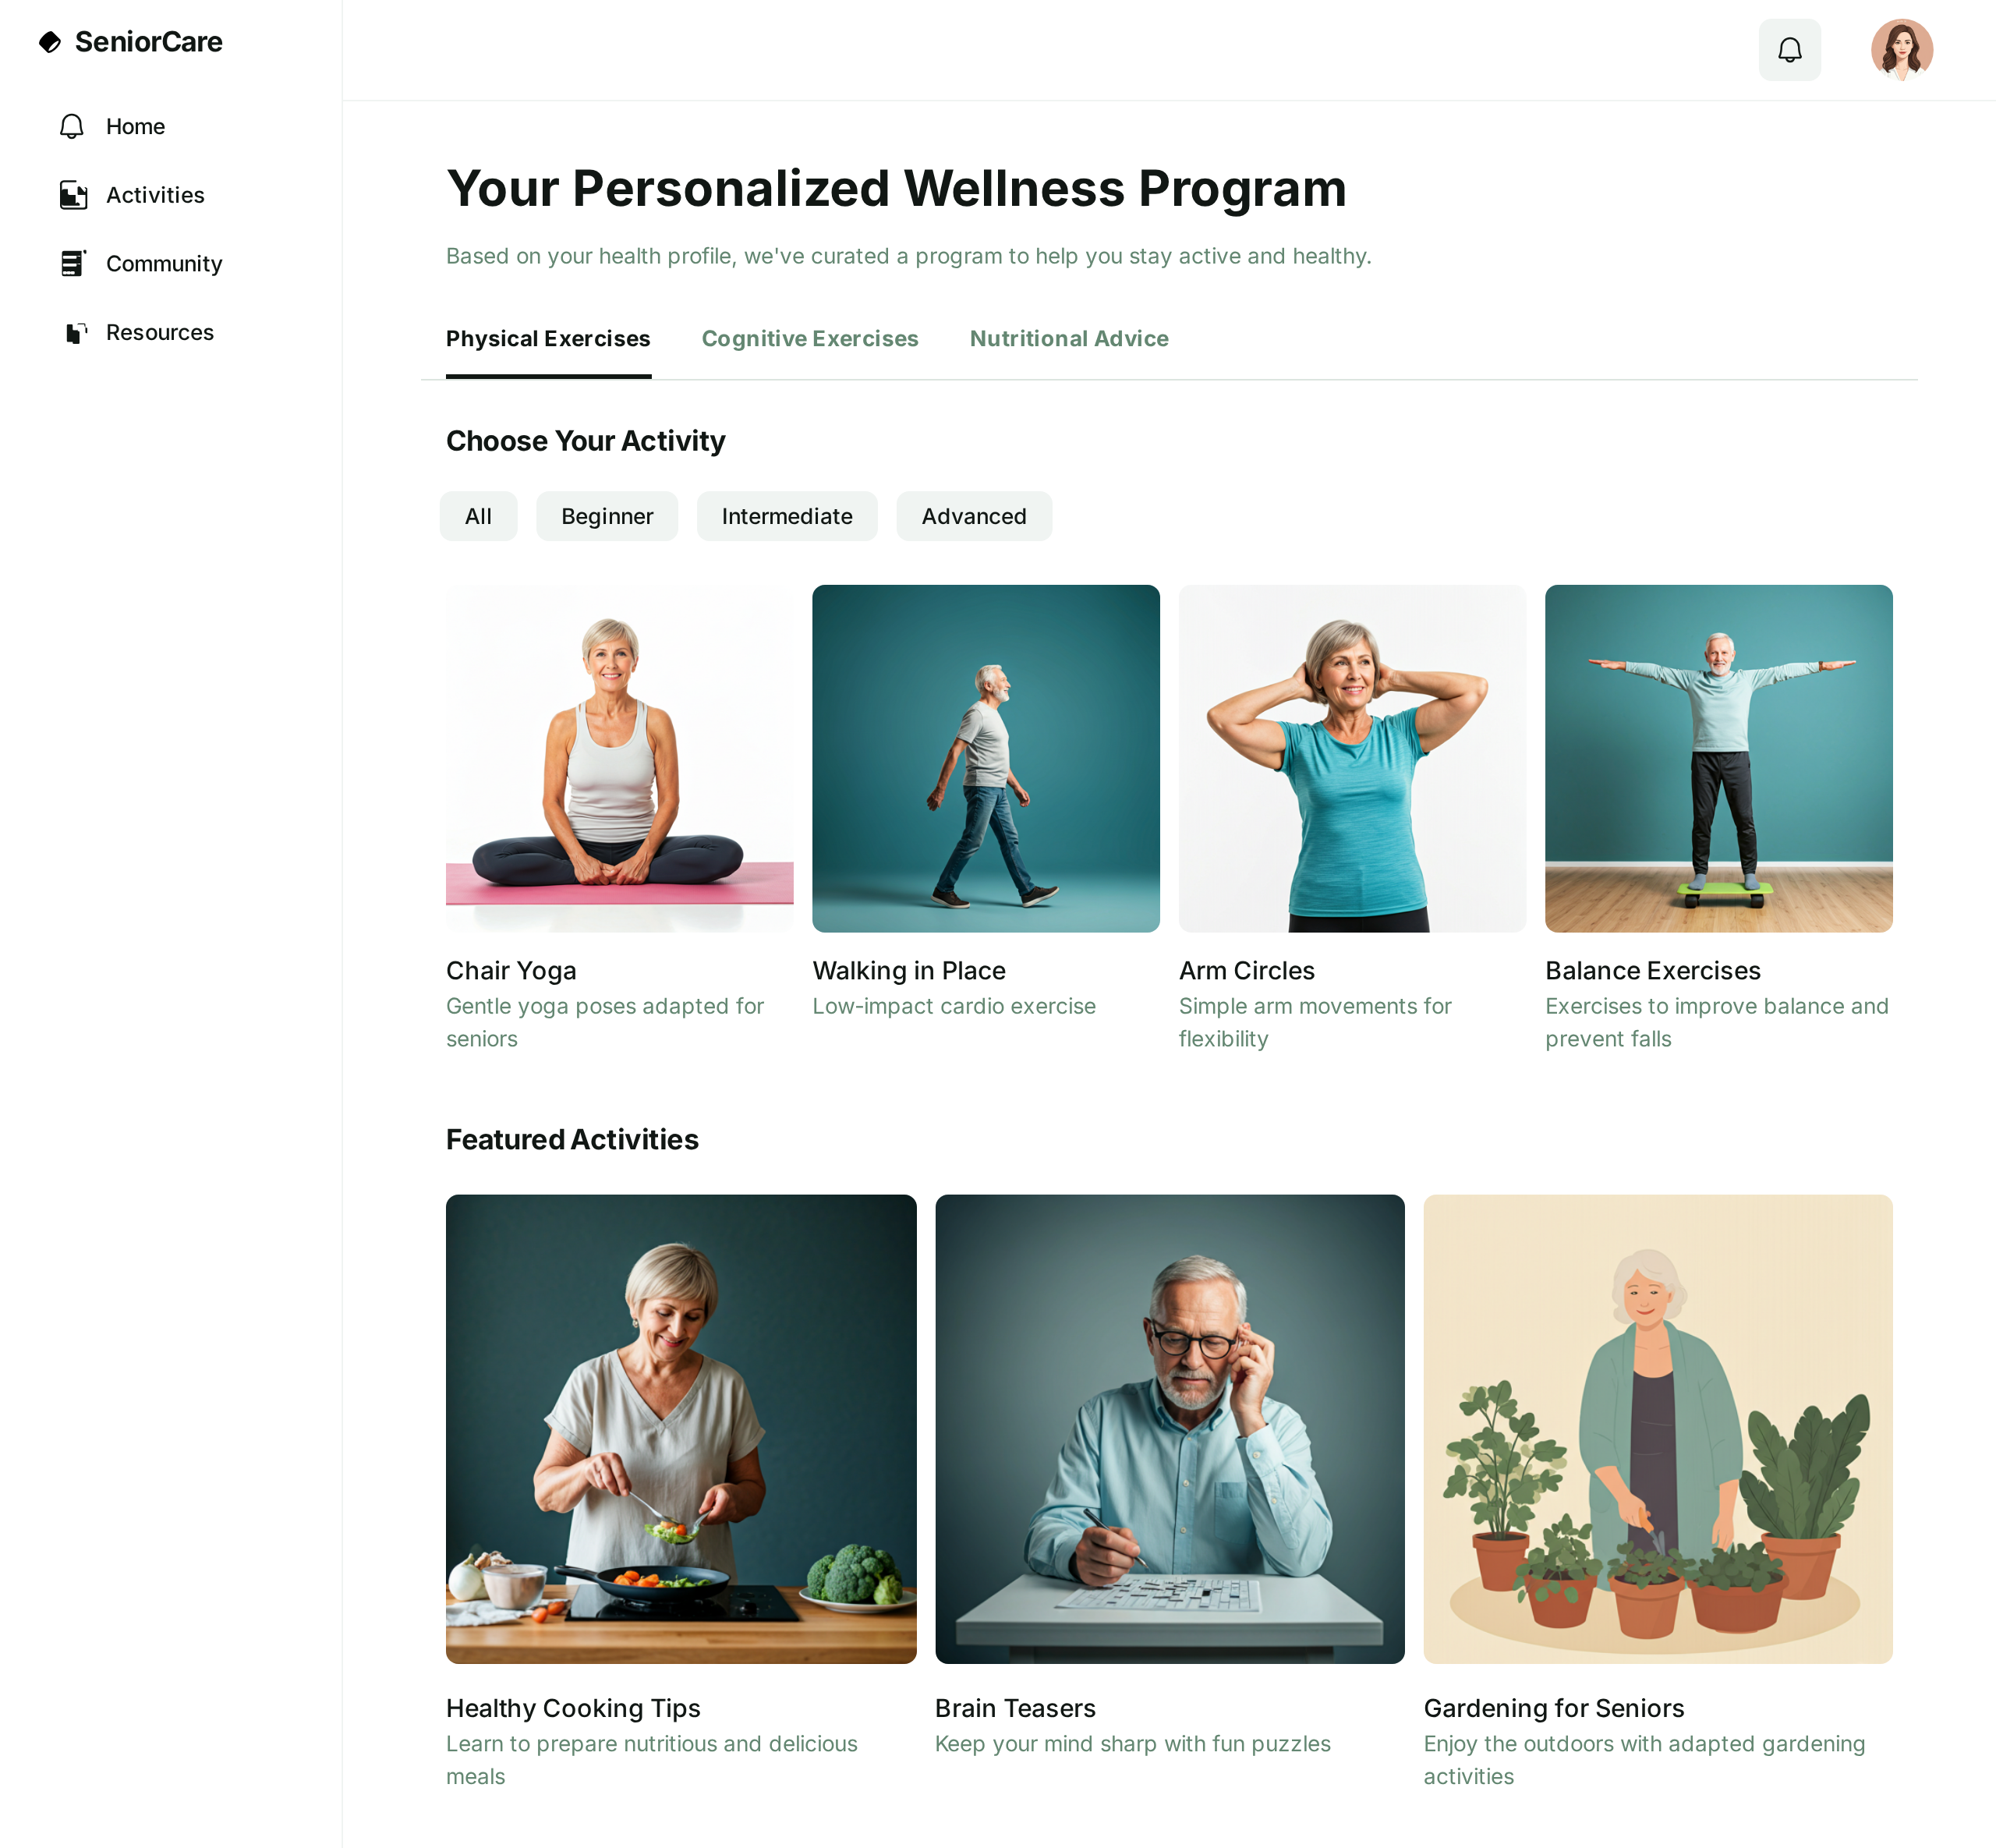 SeniorCare
Home
Activities
Community
Resources
Your Personalized Wellness Program
Based on your health profile, we've curated a program to help you stay active and healthy.
Physical Exercises
Cognitive Exercises
Nutritional Advice
Choose Your Activity
All
Beginner
Intermediate
Advanced
Chair Yoga
Gentle yoga poses adapted for
seniors
Walking in Place
Low-impact cardio exercise
Arm Circles
Simple arm movements for
flexibility
Balance Exercises
Exercises to improve balance and
prevent falls
Featured Activities
Healthy Cooking Tips
Learn to prepare nutritious and delicious
meals
Brain Teasers
Keep your mind sharp with fun puzzles
Gardening for Seniors
Enjoy the outdoors with adapted gardening
activities